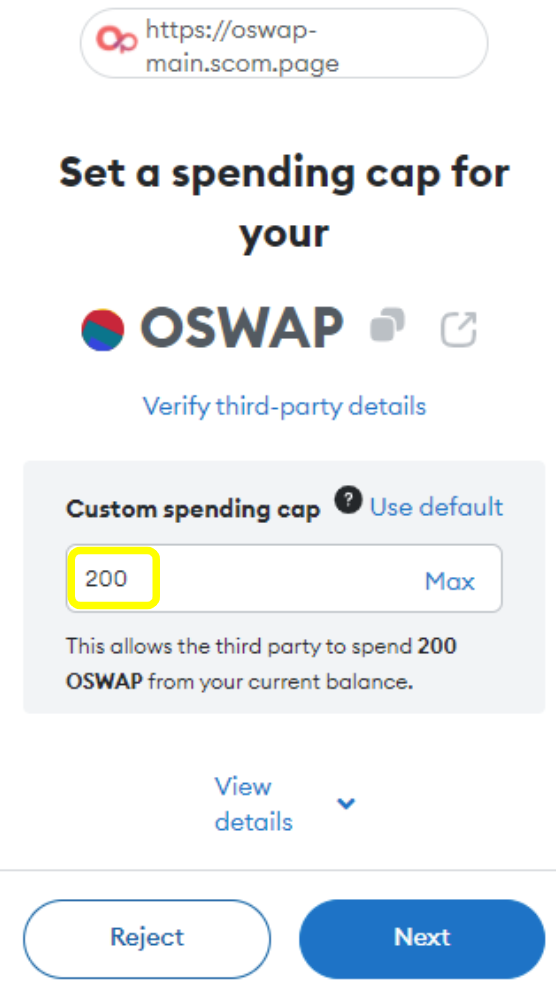 https://oswap-
main.scom.page
Set a spending cap for
your
OSWAP
Verify third-party details
Custom spending cap ? Use default
200 Max
This allows the third party to spend 200
OSWAP from your current balance.
View
details
Reject Next